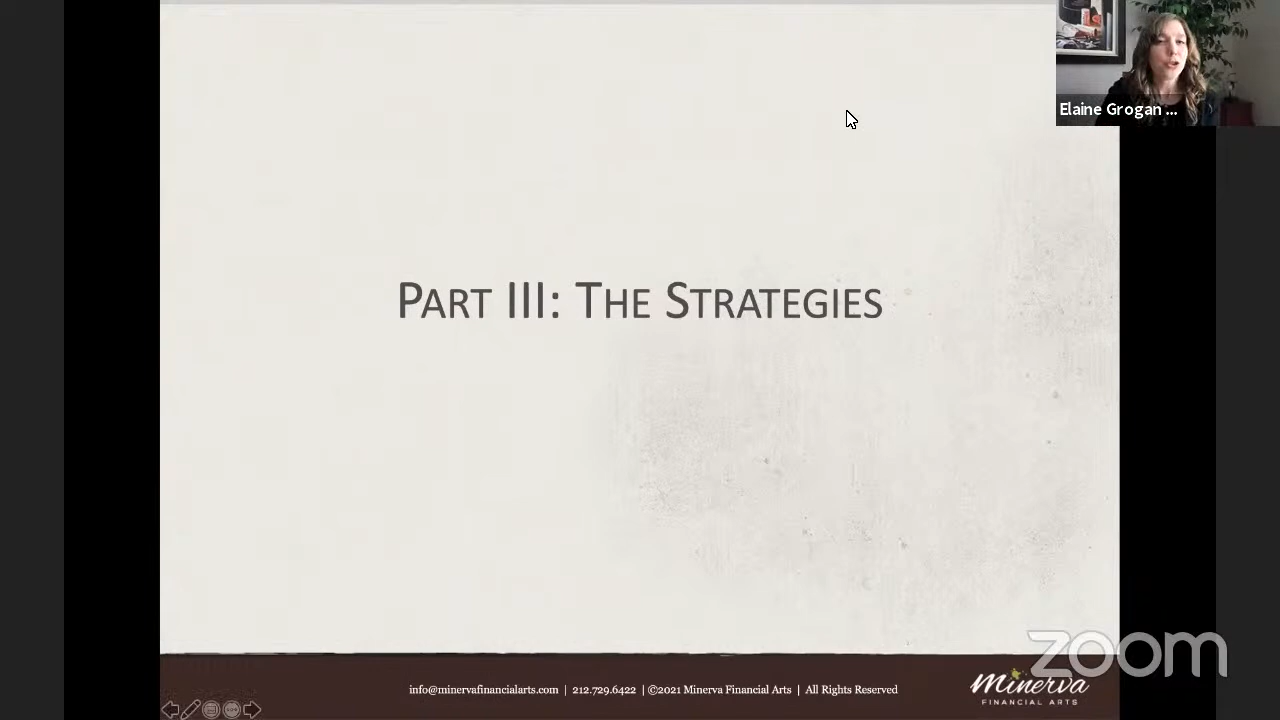 Elaine Grogan ...
PART III: THE STRATEGIES
zoom
info@minervafinancialarts.com | 212.729.6422 | ©2021 Minerva Financial Arts | All Rights Reserved
Minerva
FINANCIAL ARTS